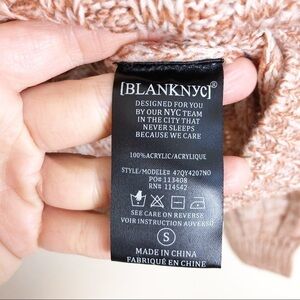 [BLANKNYC]®
DESIGNED FOR YOU
BY OUR NYC TEAM
IN THE CITY THAT
NEVER SLEEPS
BECAUSE WE CARE
100%ACRYLIC/ACRYLIQUE
STYLE/MODELE# 47QY4207NO
PO# 113408
RN# 114542
SEE CARE ON REVERSE
VOIR INSTRUCTION AUVERSO
S
MADE IN CHINA
FABRIQUÉ EN CHINE